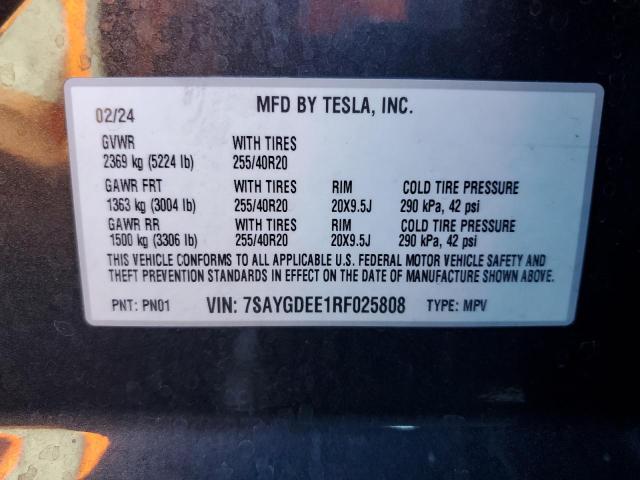 02/24 MFD BY TESLA, INC.
GVWR WITH TIRES
2369 kg (5224 lb) 255/40R20
GAWR FRT WITH TIRES RIM COLD TIRE PRESSURE
1363 kg (3004 lb) 255/40R20 20X9.5J 290 kPa, 42 psi
GAWR RR WITH TIRES RIM COLD TIRE PRESSURE
1500 kg (3306 lb) 255/40R20 20X9.5J 290 kPa, 42 psi
THIS VEHICLE CONFORMS TO ALL APPLICABLE U.S. FEDERAL MOTOR VEHICLE SAFETY AND
THEFT PREVENTION STANDARDS IN EFFECT ON THE DATE OF MANUFACTURE SHOWN ABOVE.
PNT: PN01 VIN: 7SAYGDEE1RF025808 TYPE: MPV